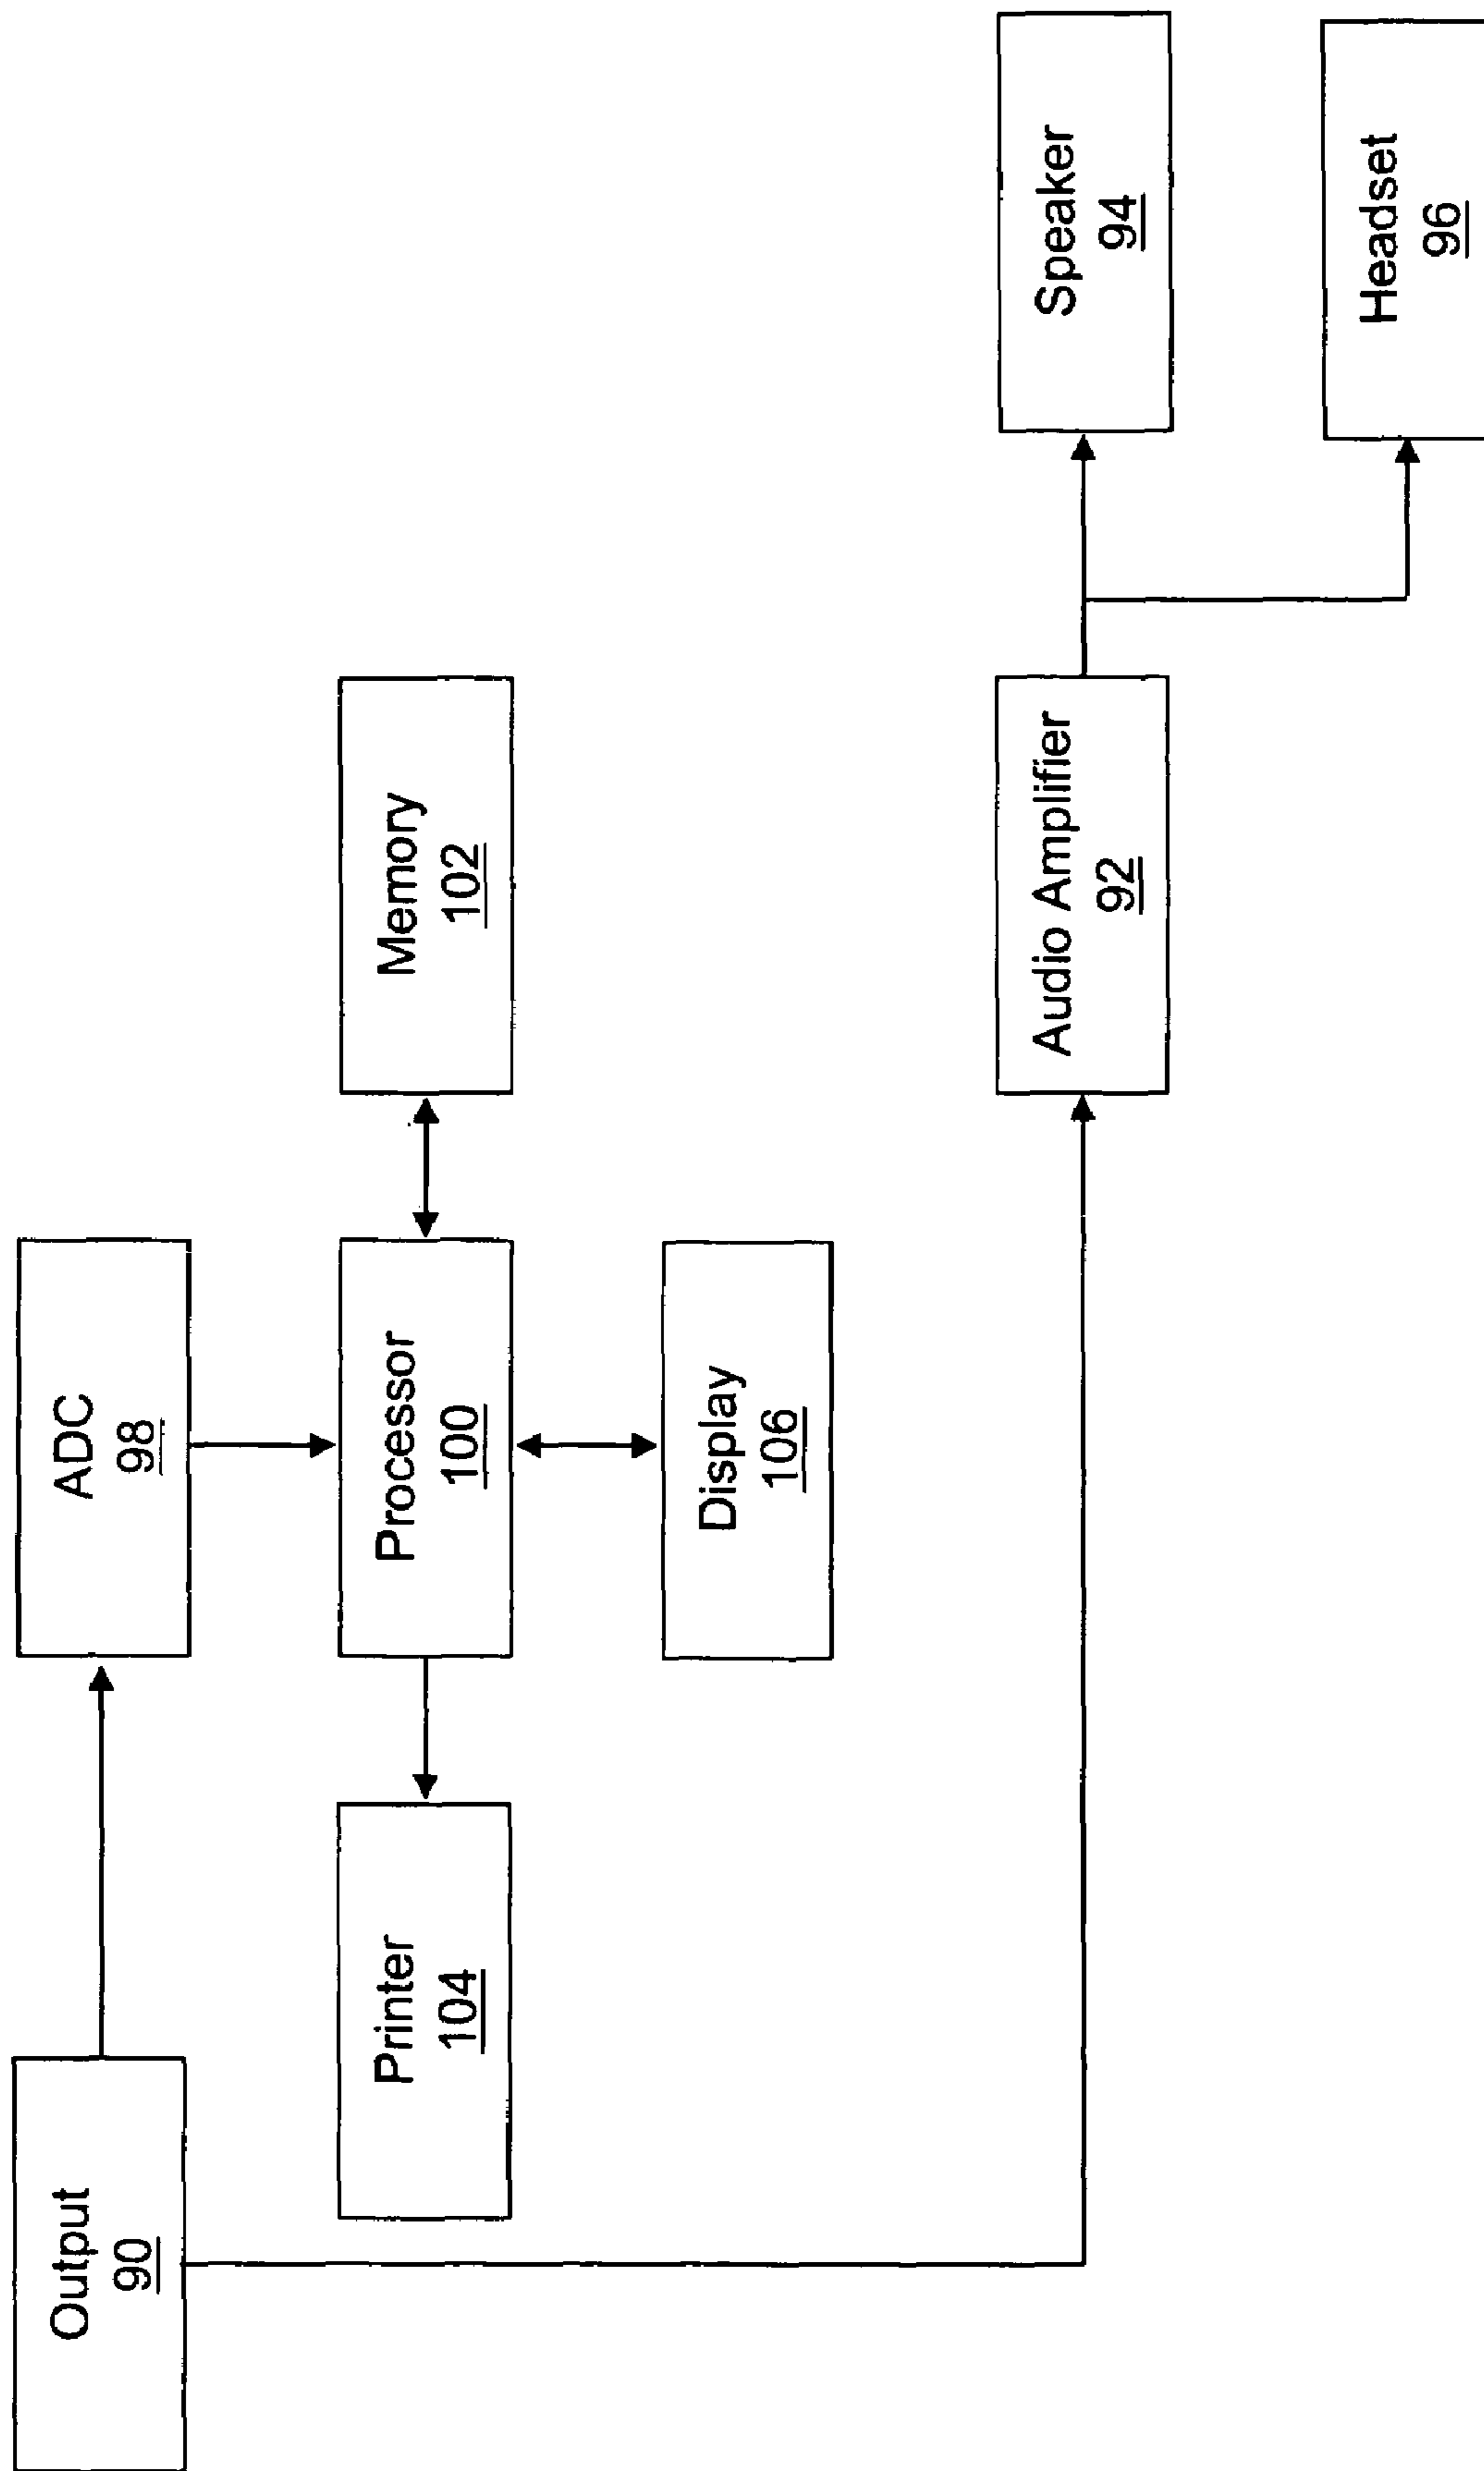 Output
90
ADC
98
Printer
104
Processor
100
Memory
102
Display
106
Audio Amplifier
92
Speaker
94
Headset
96